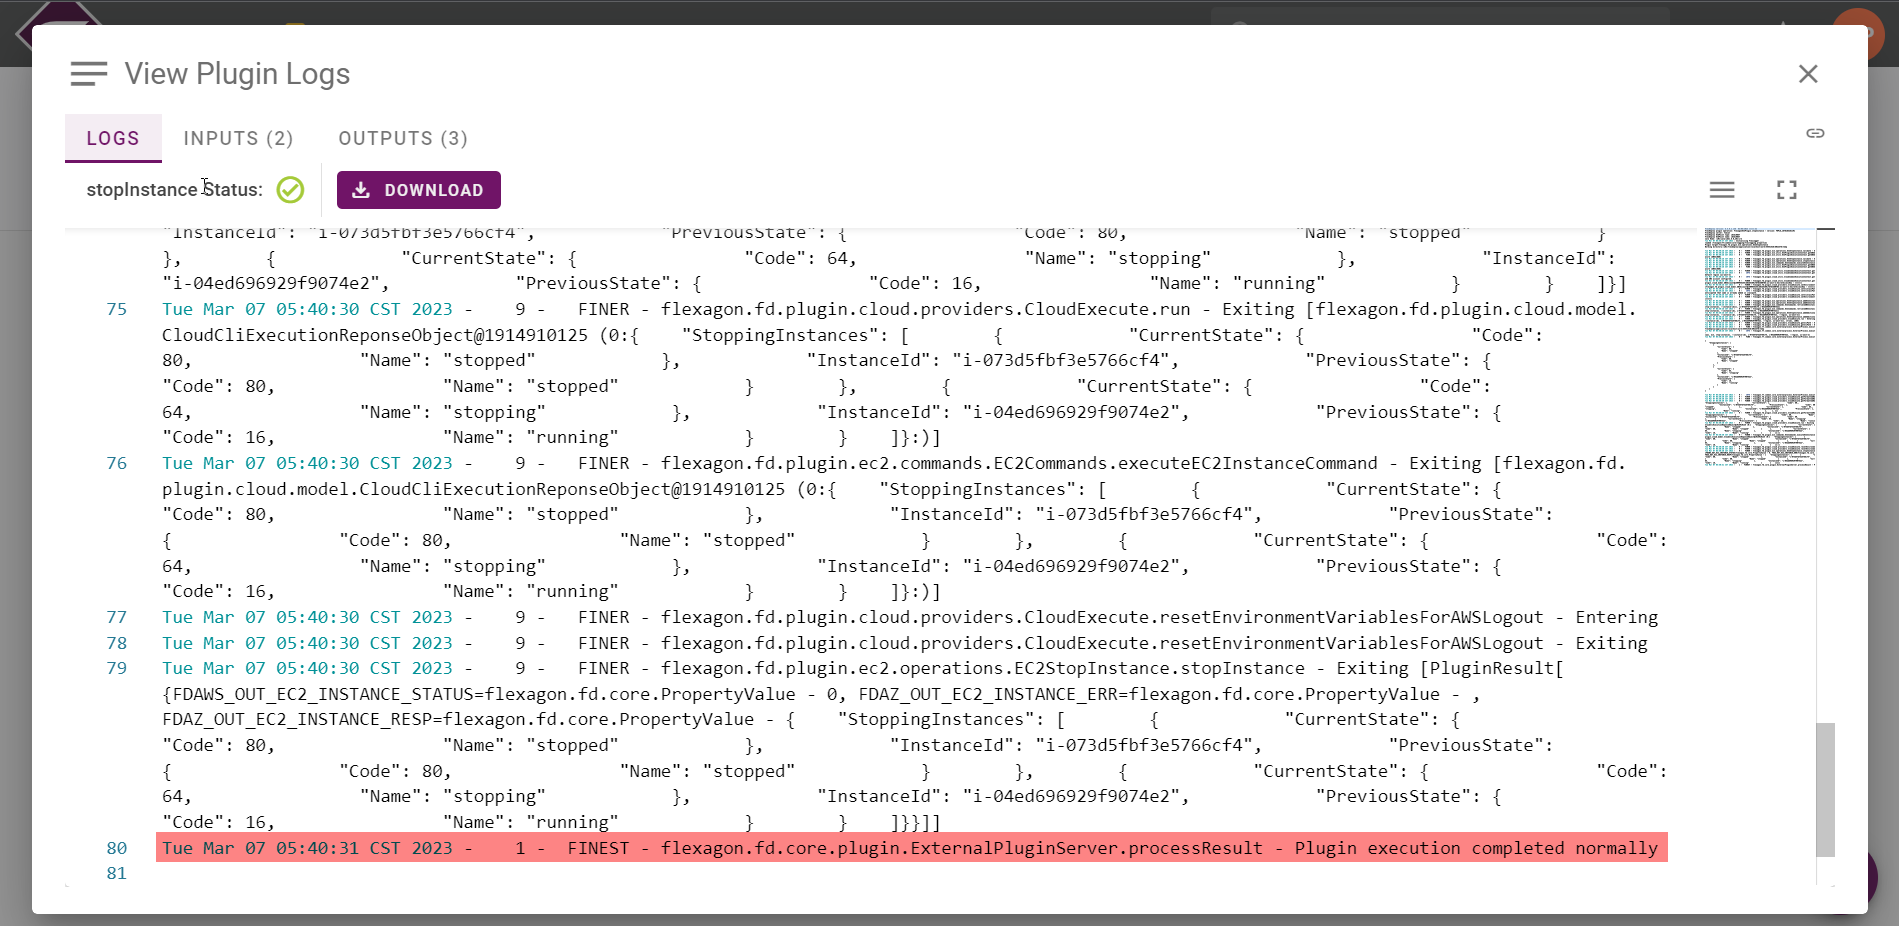 View Plugin Logs
LOGS INPUTS (2) OUTPUTS (3)
stopInstance Status: DOWNLOAD
"InstanceId": "i-073d5fbf3e5766cf4", "PreviousState": { "Code": 80, "Name": "stopped" }
}, { "CurrentState": { "Code": 64, "Name": "stopping" }, "InstanceId":
"i-04ed696929f9074e2", "PreviousState": { "Code": 16, "Name": "running" } } ]}]
75 Tue Mar 07 05:40:30 CST 2023 - 9 - FINER - flexagon.fd.plugin.cloud.providers.CloudExecute.run - Exiting [flexagon.fd.plugin.cloud.model.
CloudCliExecutionReponseObject@1914910125 (0:{ "StoppingInstances": [ { "CurrentState": { "Code":
80, "Name": "stopped" }, "InstanceId": "i-073d5fbf3e5766cf4", "PreviousState": {
"Code": 80, "Name": "stopped" } }, { "CurrentState": { "Code":
64, "Name": "stopping" }, "InstanceId": "i-04ed696929f9074e2", "PreviousState": {
"Code": 16, "Name": "running" } } ]}:)]
76 Tue Mar 07 05:40:30 CST 2023 - 9 - FINER - flexagon.fd.plugin.ec2.commands.EC2Commands.executeEC2InstanceCommand - Exiting [flexagon.fd.
plugin.cloud.model.CloudCliExecutionReponseObject@1914910125 (0:{ "StoppingInstances": [ { "CurrentState": {
"Code": 80, "Name": "stopped" }, "InstanceId": "i-073d5fbf3e5766cf4", "PreviousState":
{ "Code": 80, "Name": "stopped" } }, { "CurrentState": { "Code":
64, "Name": "stopping" }, "InstanceId": "i-04ed696929f9074e2", "PreviousState": {
"Code": 16, "Name": "running" } } ]}:)]
77 Tue Mar 07 05:40:30 CST 2023 - 9 - FINER - flexagon.fd.plugin.cloud.providers.CloudExecute.resetEnvironmentVariablesForAWSLogout - Entering
78 Tue Mar 07 05:40:30 CST 2023 - 9 - FINER - flexagon.fd.plugin.cloud.providers.CloudExecute.resetEnvironmentVariablesForAWSLogout - Exiting
79 Tue Mar 07 05:40:30 CST 2023 - 9 - FINER - flexagon.fd.plugin.ec2.operations.EC2StopInstance.stopInstance - Exiting [PluginResult[
{FDAWS_OUT_EC2_INSTANCE_STATUS=flexagon.fd.core.PropertyValue - 0, FDAZ_OUT_EC2_INSTANCE_ERR=flexagon.fd.core.PropertyValue - ,
FDAZ_OUT_EC2_INSTANCE_RESP=flexagon.fd.core.PropertyValue - { "StoppingInstances": [ { "CurrentState": {
"Code": 80, "Name": "stopped" }, "InstanceId": "i-073d5fbf3e5766cf4", "PreviousState":
{ "Code": 80, "Name": "stopped" } }, { "CurrentState": { "Code":
64, "Name": "stopping" }, "InstanceId": "i-04ed696929f9074e2", "PreviousState": {
"Code": 16, "Name": "running" } } ]}}]]
80 Tue Mar 07 05:40:31 CST 2023 - 1 - FINEST - flexagon.fd.core.plugin.ExternalPluginServer.processResult - Plugin execution completed normally
81